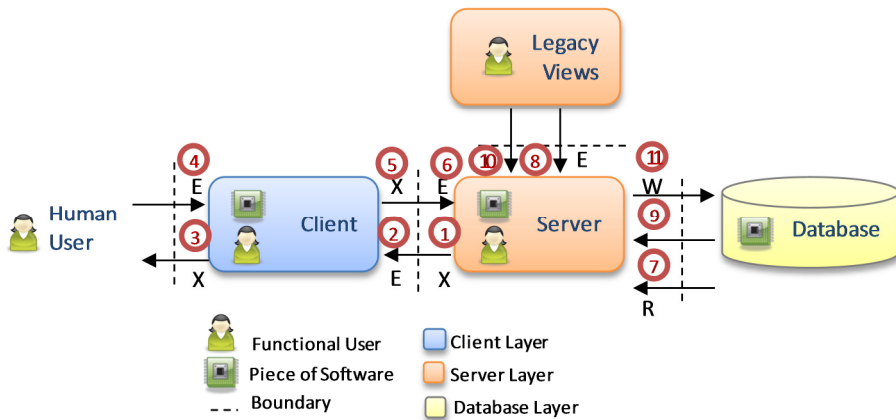 Legacy
Views
4
5
6
10
8
E
11
E
X
E
W
Human
User
Client
Server
Database
3
2
1
9
7
X
E
X
R
Functional User
Client Layer
Piece of Software
Server Layer
Boundary
Database Layer